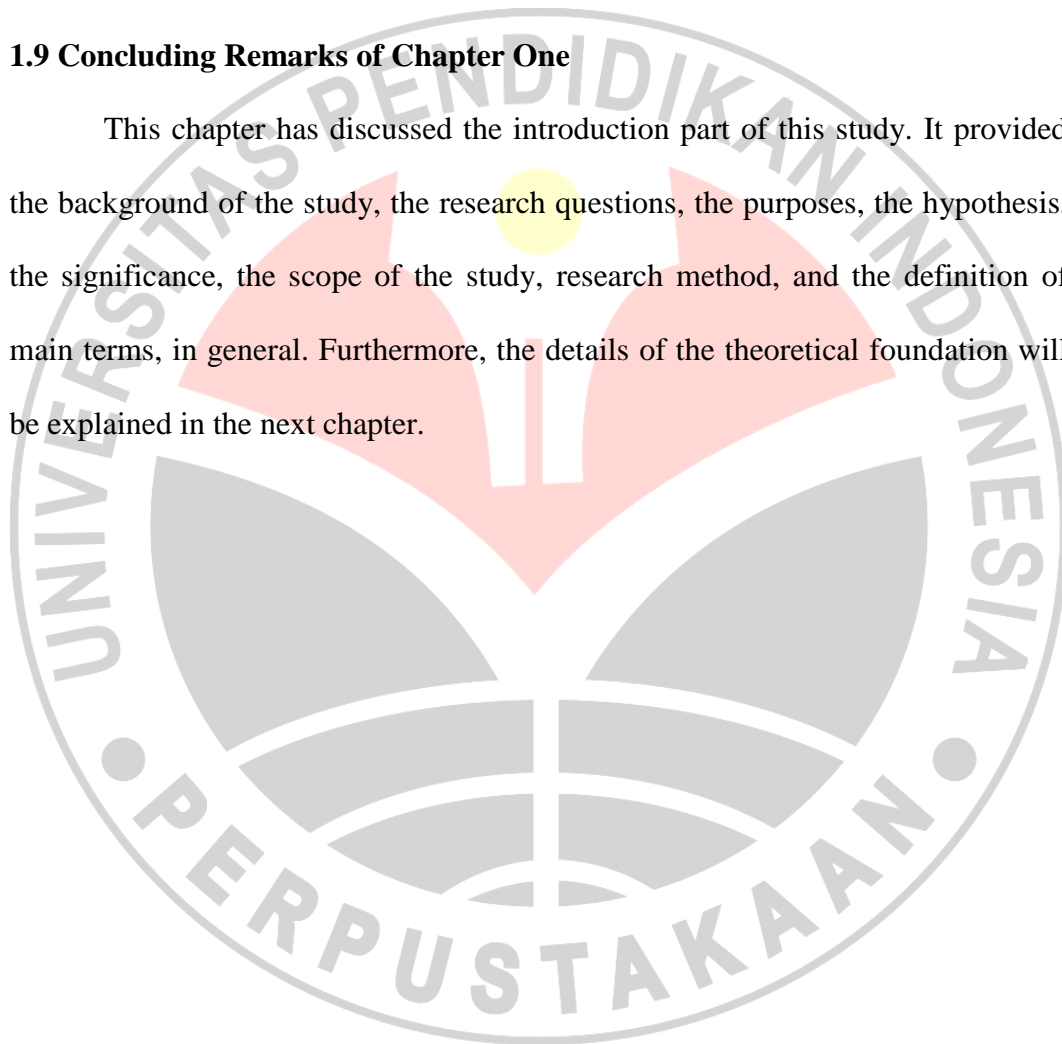 1.9 Concluding Remarks of Chapter One
This chapter has discussed the introduction part of this study. It provided
the background of the study, the research questions, the purposes, the hypothesis,
the significance, the scope of the study, research method, and the definition of
main terms, in general. Furthermore, the details of the theoretical foundation will
be explained in the next chapter.
UNIVERSITAS PENDIDIKAN INDONESIA
PERPUSTAKAAN